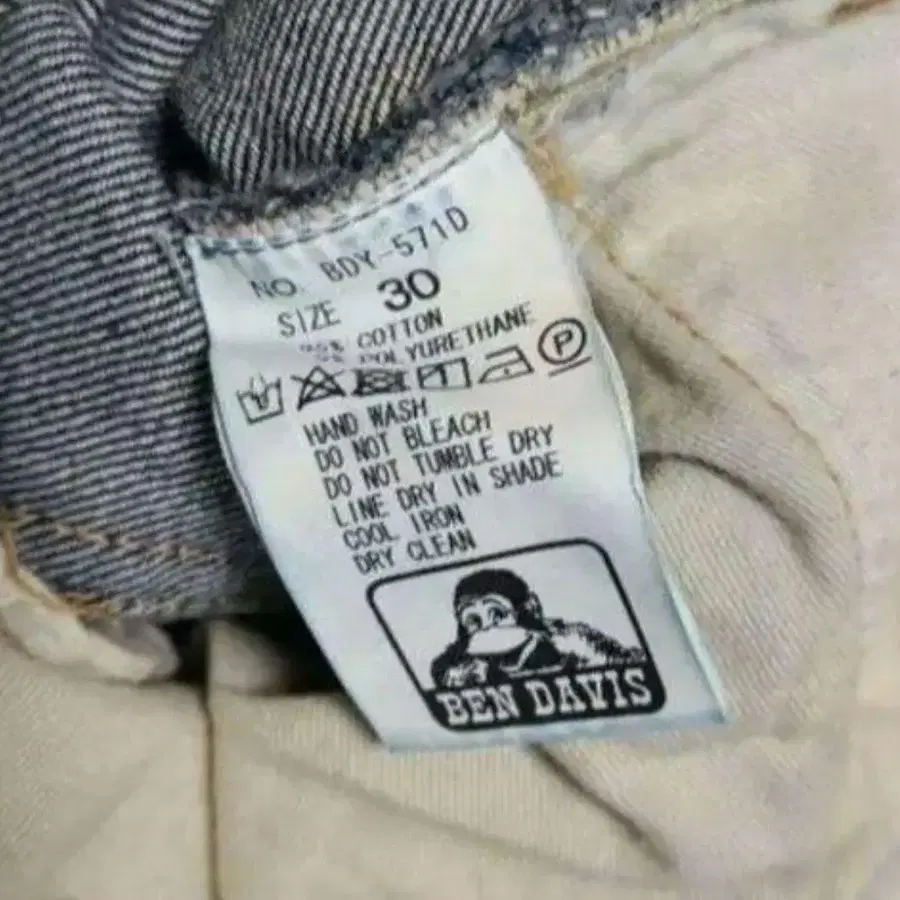 NO. BDY-571D
SIZE 30
COTTON
POLYURETHANE
P
HAND WASH
DO NOT BLEACH
DO NOT TUMBLE DRY
LINE DRY IN SHADE
COOL IRON
DRY CLEAN
BEN DAVIS